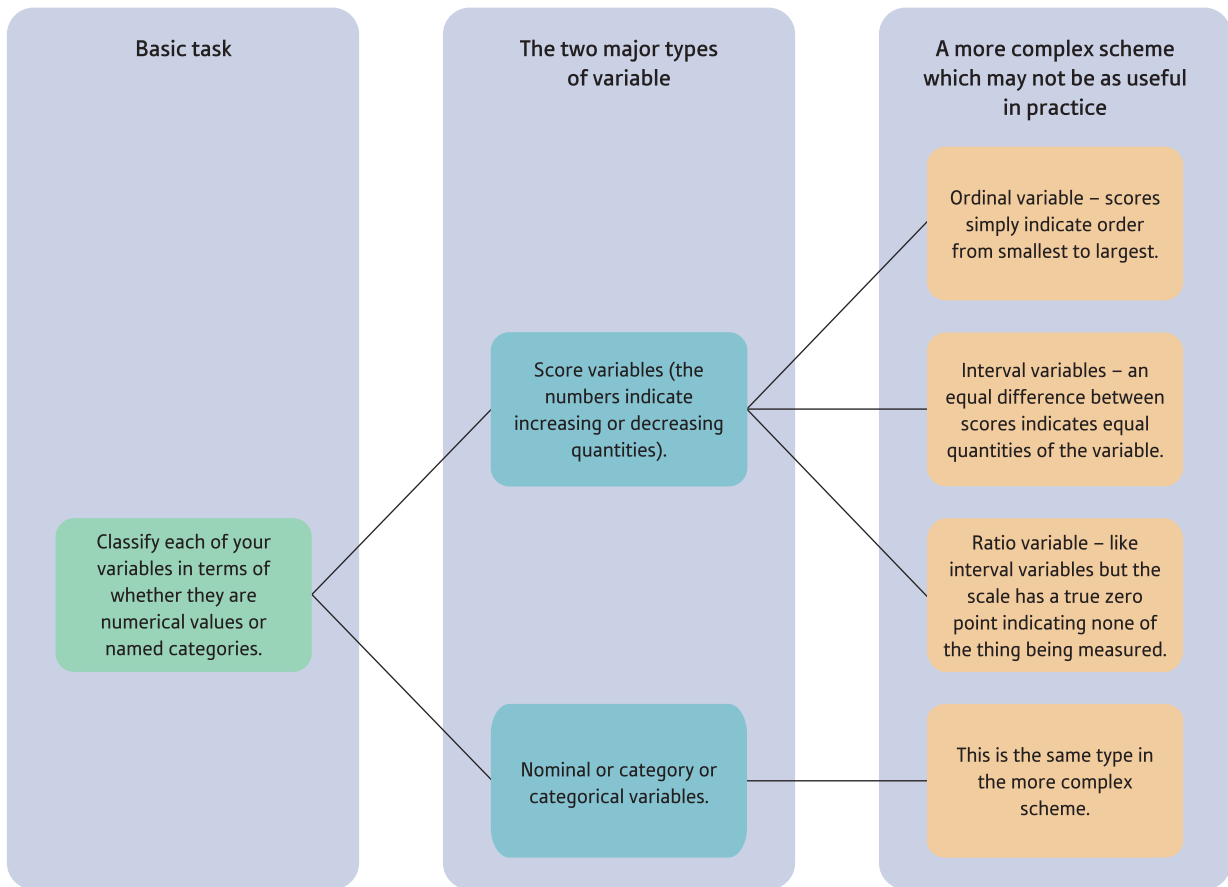 Basic task
Classify each of your
variables in terms of
whether they are
numerical values or
named categories.
The two major types
of variable
Score variables (the
numbers indicate
increasing or decreasing
quantities).
Nominal or category or
categorical variables.
A more complex scheme
which may not be as useful
in practice
Ordinal variable – scores
simply indicate order
from smallest to largest.
Interval variables – an
equal difference between
scores indicates equal
quantities of the variable.
Ratio variable – like
interval variables but the
scale has a true zero
point indicating none of
the thing being measured.
This is the same type in
the more complex
scheme.